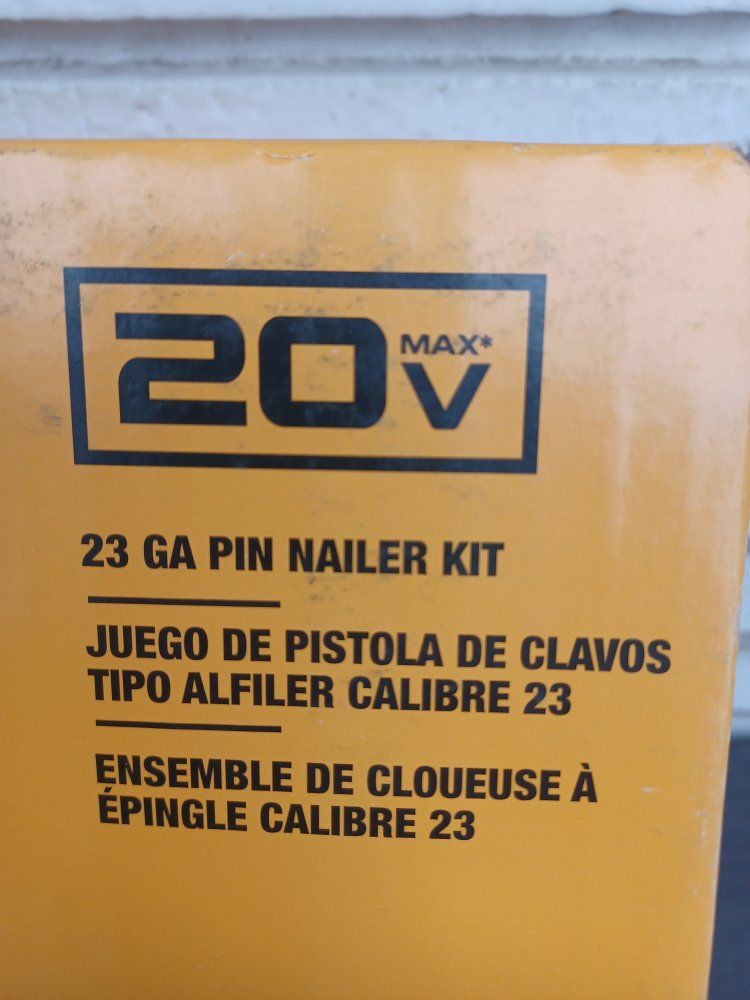 20V MAX*
23 GA PIN NAILER KIT
JUEGO DE PISTOLA DE CLAVOS
TIPO ALFILER CALIBRE 23
ENSEMBLE DE CLOUEUSE À
ÉPINGLE CALIBRE 23